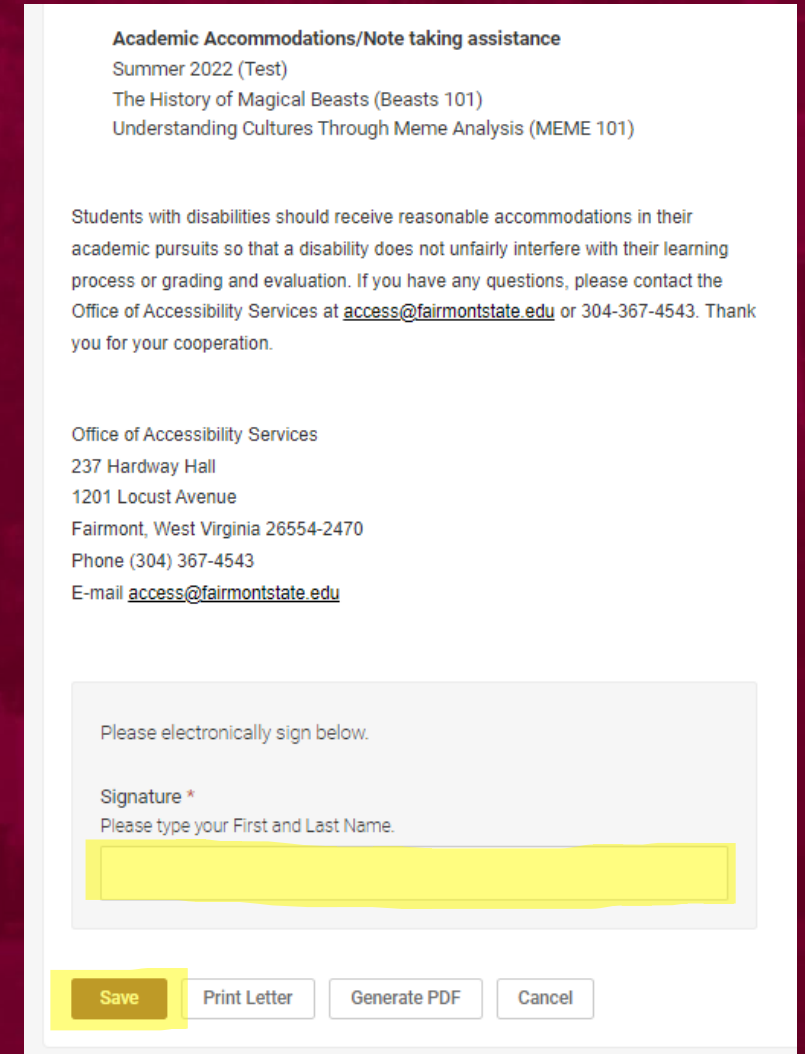 Academic Accommodations/Note taking assistance
Summer 2022 (Test)
The History of Magical Beasts (Beasts 101)
Understanding Cultures Through Meme Analysis (MEME 101)
Students with disabilities should receive reasonable accommodations in their
academic pursuits so that a disability does not unfairly interfere with their learning
process or grading and evaluation. If you have any questions, please contact the
Office of Accessibility Services at access@fairmontstate.edu or 304-367-4543. Thank
you for your cooperation.
Office of Accessibility Services
237 Hardway Hall
1201 Locust Avenue
Fairmont, West Virginia 26554-2470
Phone (304) 367-4543
E-mail access@fairmontstate.edu
Please electronically sign below.
Signature *
Please type your First and Last Name.
Save Print Letter Generate PDF Cancel